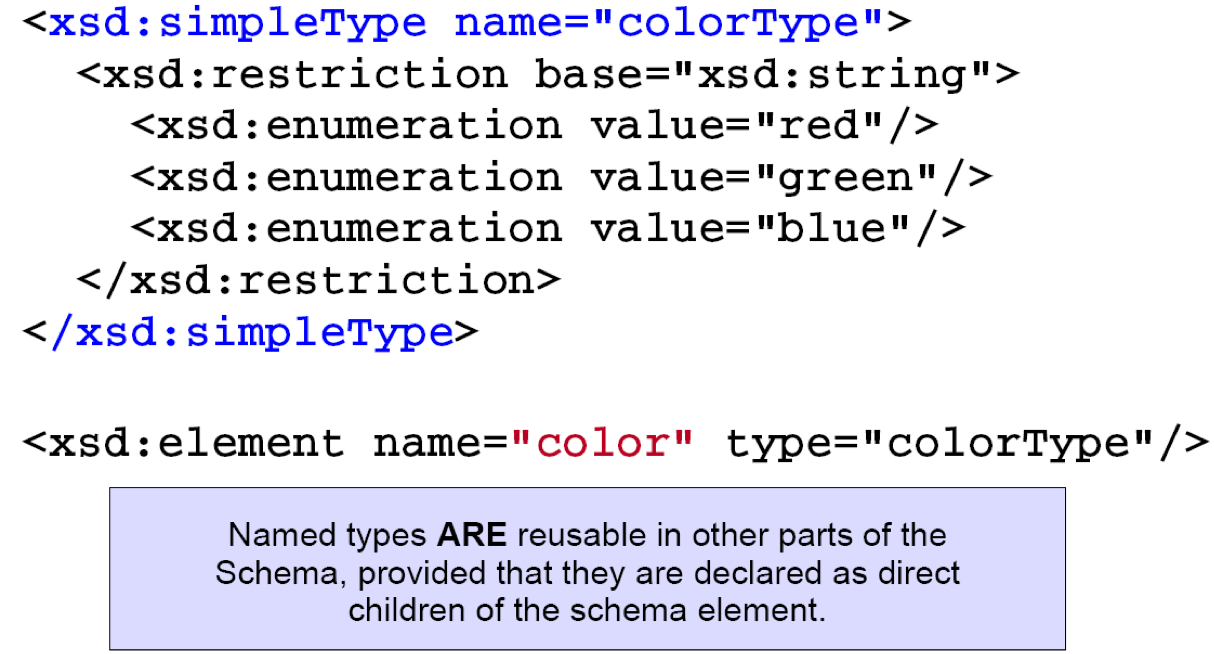 <xsd:simpleType name="colorType">
<xsd:restriction base="xsd:string">
<xsd:enumeration value="red"/>
<xsd:enumeration value="green"/>
<xsd:enumeration value="blue"/>
</xsd:restriction>
</xsd:simpleType>
<xsd:element name="color" type="colorType"/>
Named types ARE reusable in other parts of the
Schema, provided that they are declared as direct
children of the schema element.